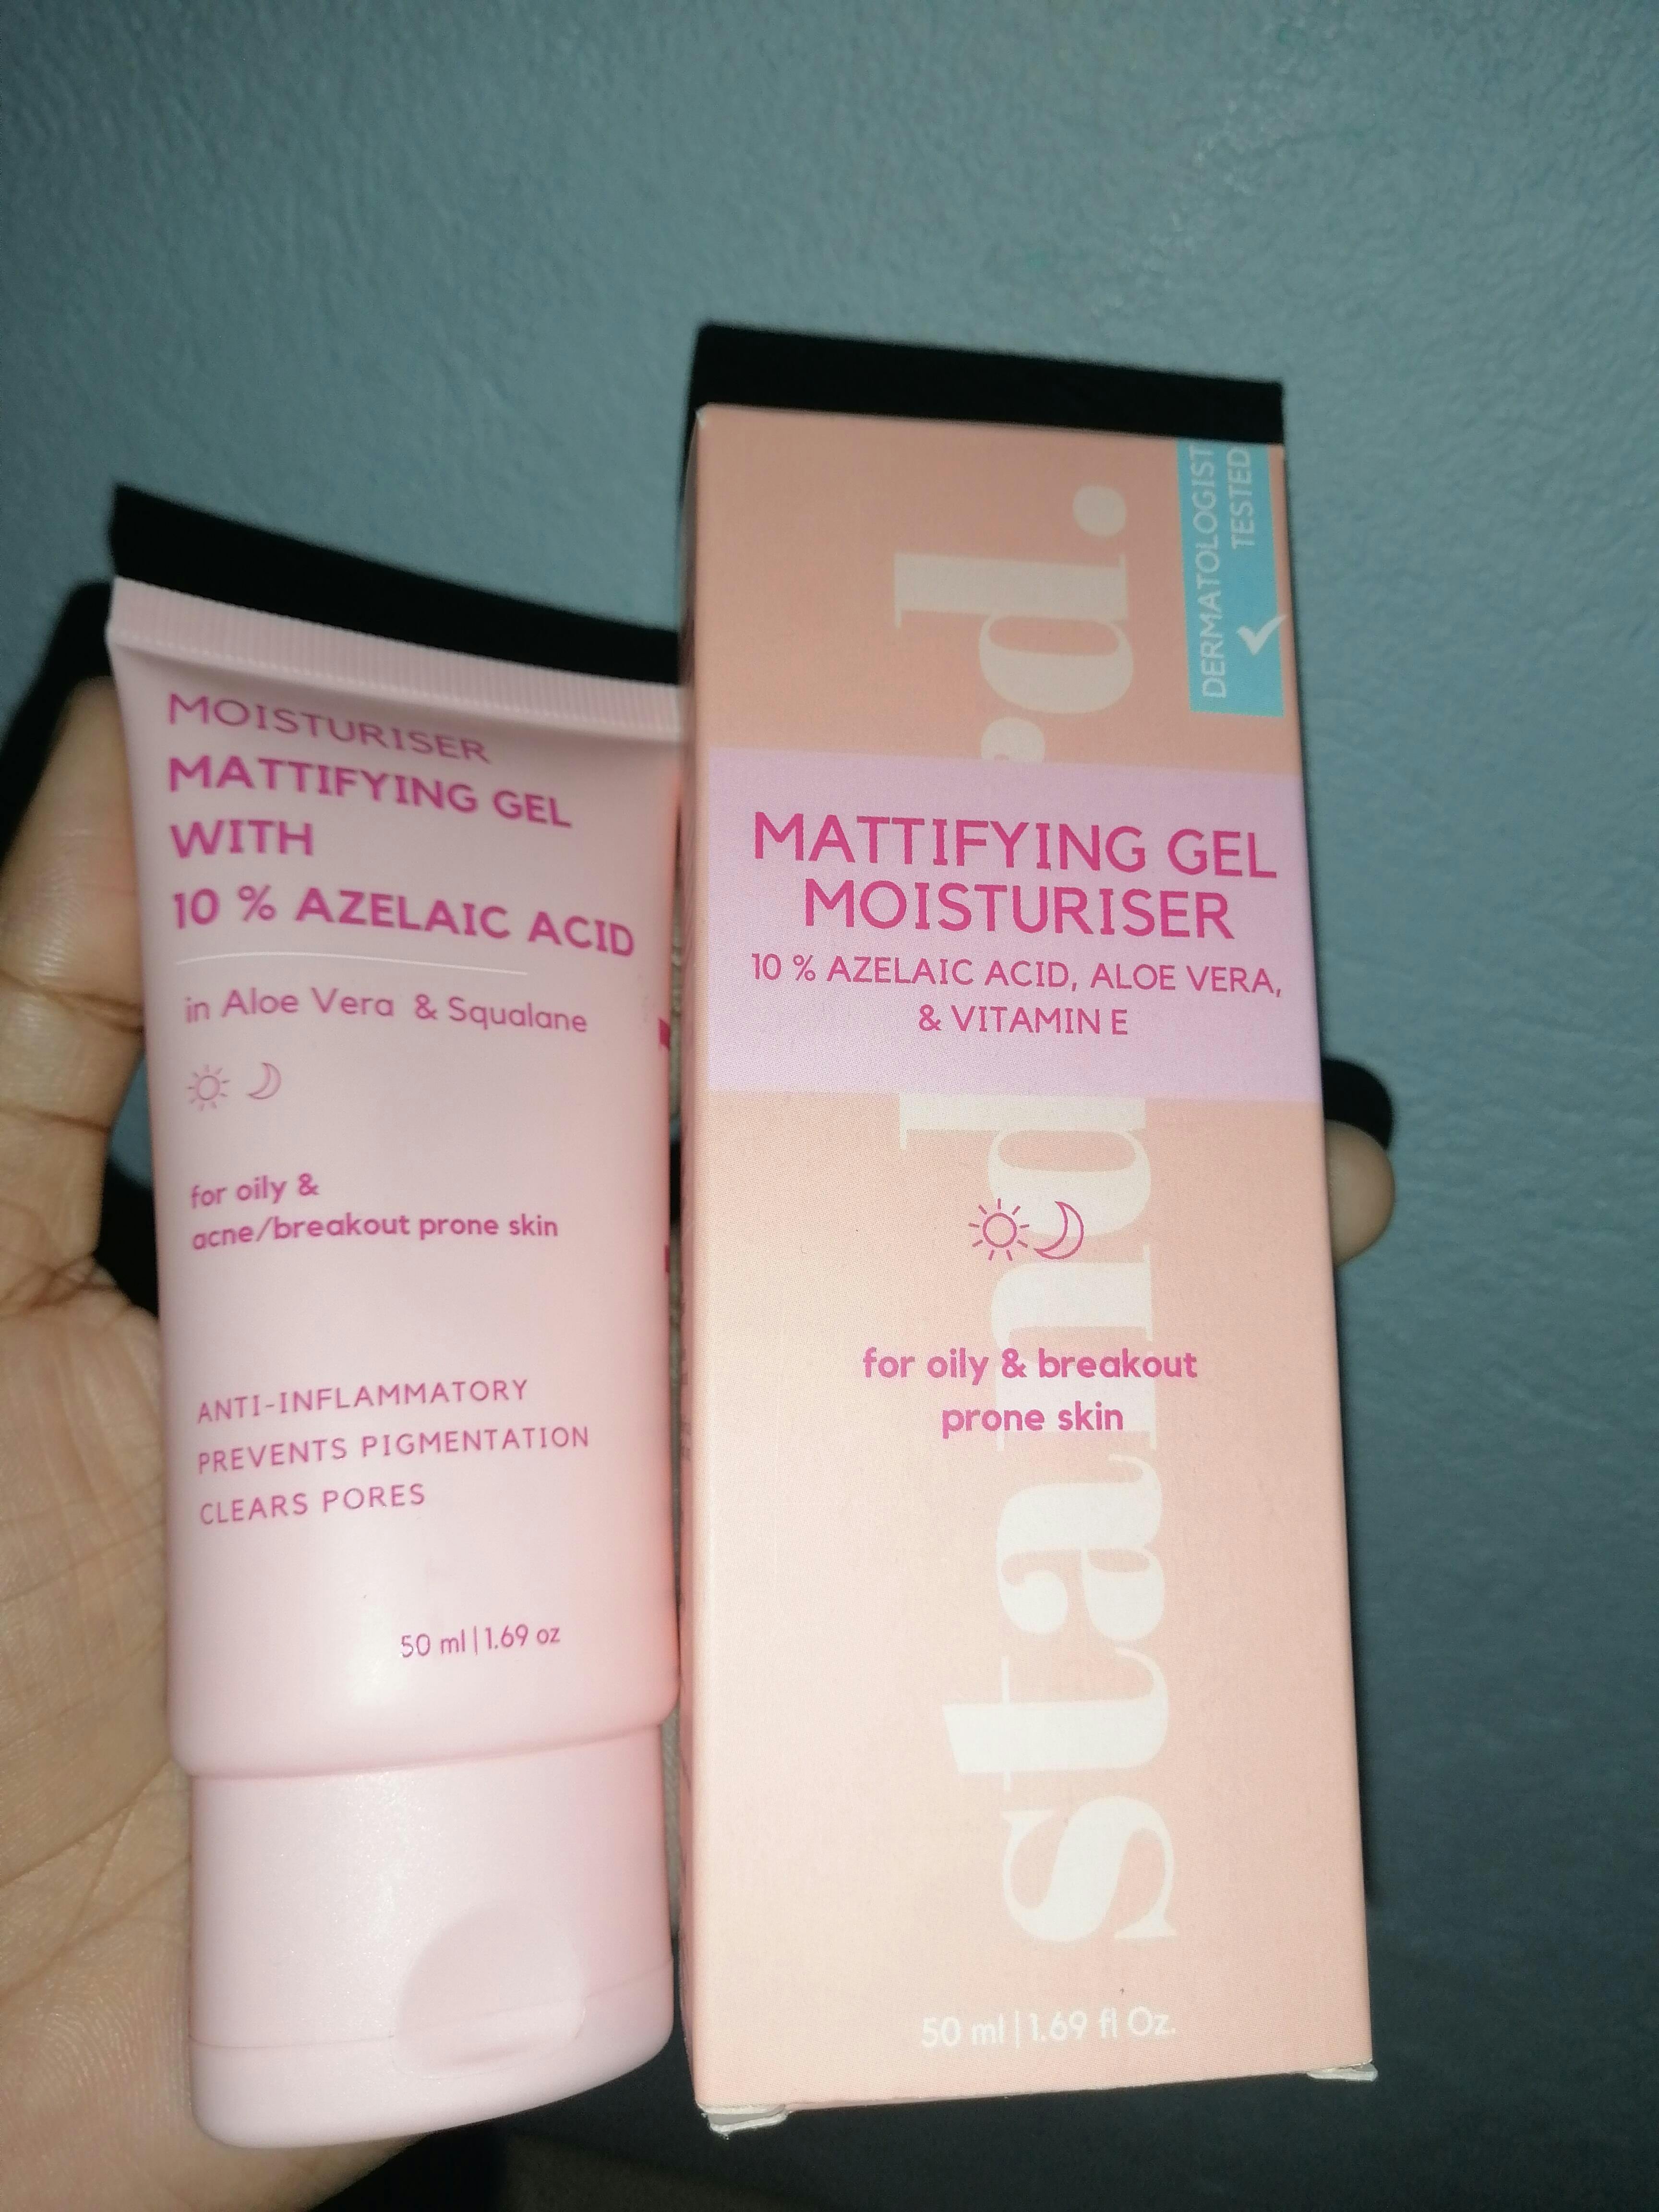 MOISTURISER
MATTIFYING GEL
WITH
10 % AZELAIC ACID
in Aloe Vera & Squalane
for oily &
acne/breakout prone skin
ANTI-INFLAMMATORY
PREVENTS PIGMENTATION
CLEARS PORES
50 ml | 1.69 oz
DERMATOLOGIST
TESTED
MATTIFYING GEL
MOISTURISER
10 % AZELAIC ACID, ALOE VERA,
& VITAMIN E
for oily & breakout
prone skin
50 ml | 1.69 fl Oz.